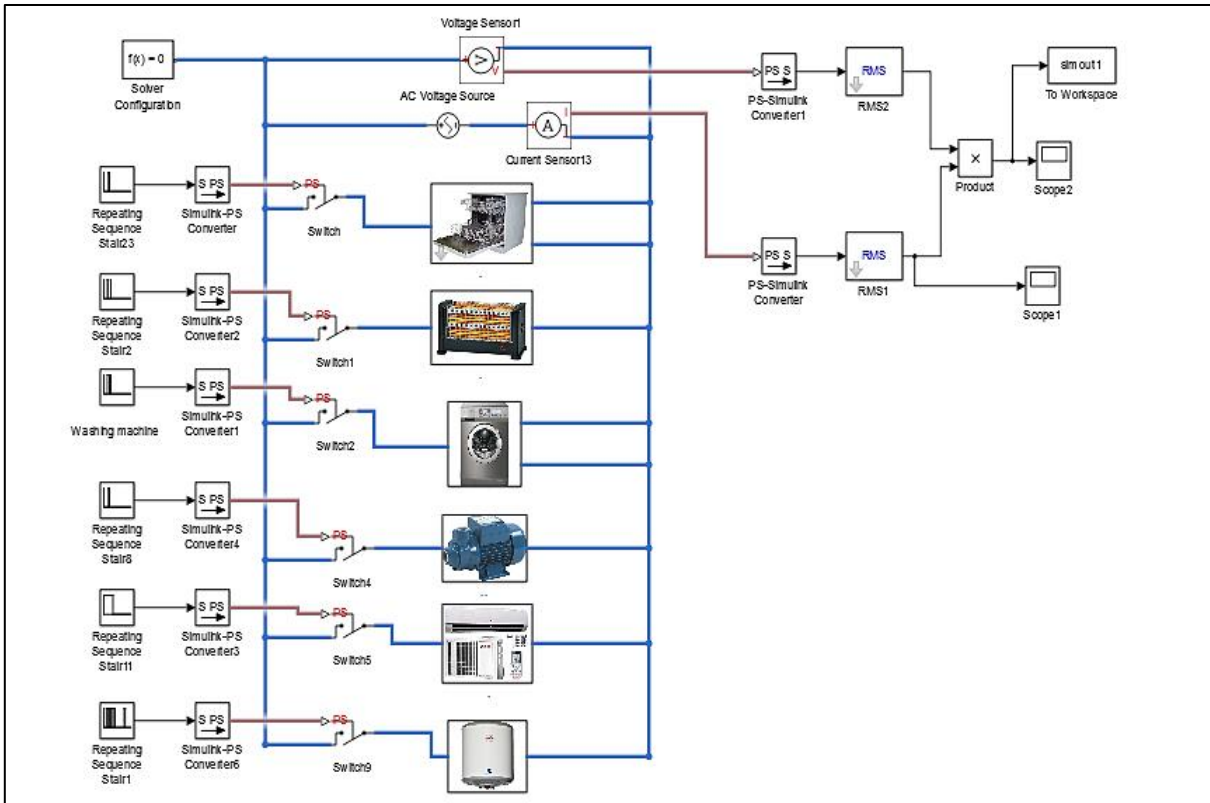 Voltage Sensor1
f(x) = 0
Solver
Configuration
V
PS S
PS-Simulink
Converter1
RMS
RMS2
simout1
To Workspace
AC Voltage Source
A
I
Current Sensor13
×
Product
Scope2
Repeating
Sequence
Stair23
S PS
Simulink-PS
Converter
PS
Switch
PS S
PS-Simulink
Converter
RMS
RMS1
Scope1
Repeating
Sequence
Stair2
S PS
Simulink-PS
Converter2
PS
Switch1
Washing machine
S PS
Simulink-PS
Converter1
PS
Switch2
Repeating
Sequence
Stair8
S PS
Simulink-PS
Converter4
PS
Switch4
Repeating
Sequence
Stair11
S PS
Simulink-PS
Converter3
PS
Switch5
Repeating
Sequence
Stair1
S PS
Simulink-PS
Converter6
PS
Switch9